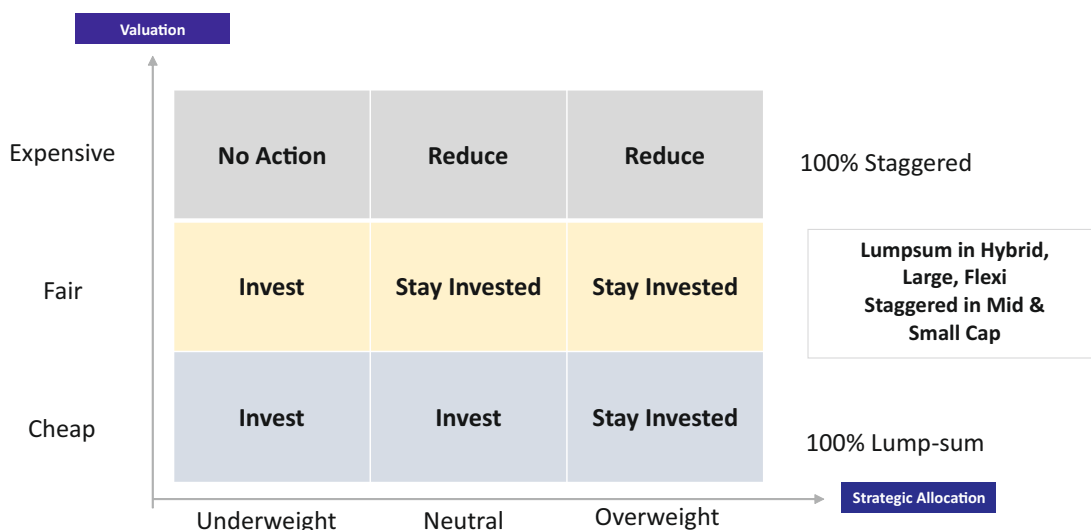 Valuation
Expensive
No Action
Reduce
Reduce
100% Staggered
Fair
Invest
Stay Invested
Stay Invested
Lumpsum in Hybrid,
Large, Flexi
Staggered in Mid &
Small Cap
Cheap
Invest
Invest
Stay Invested
100% Lump-sum
Strategic Allocation
Underweight
Neutral
Overweight